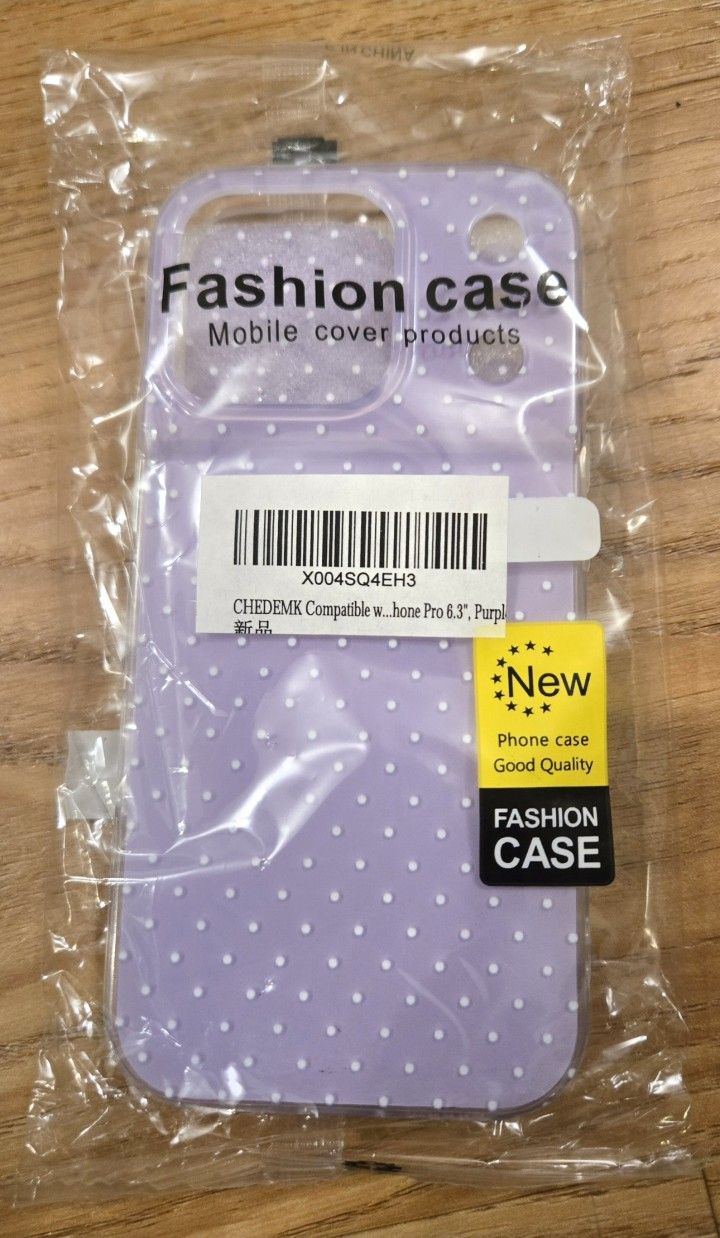 Fashion case
Mobile cover products
X004SQ4EH3
CHEDEMK Compatible w...hone Pro 6.3", Purpl
新品
New
Phone case
Good Quality
FASHION
CASE